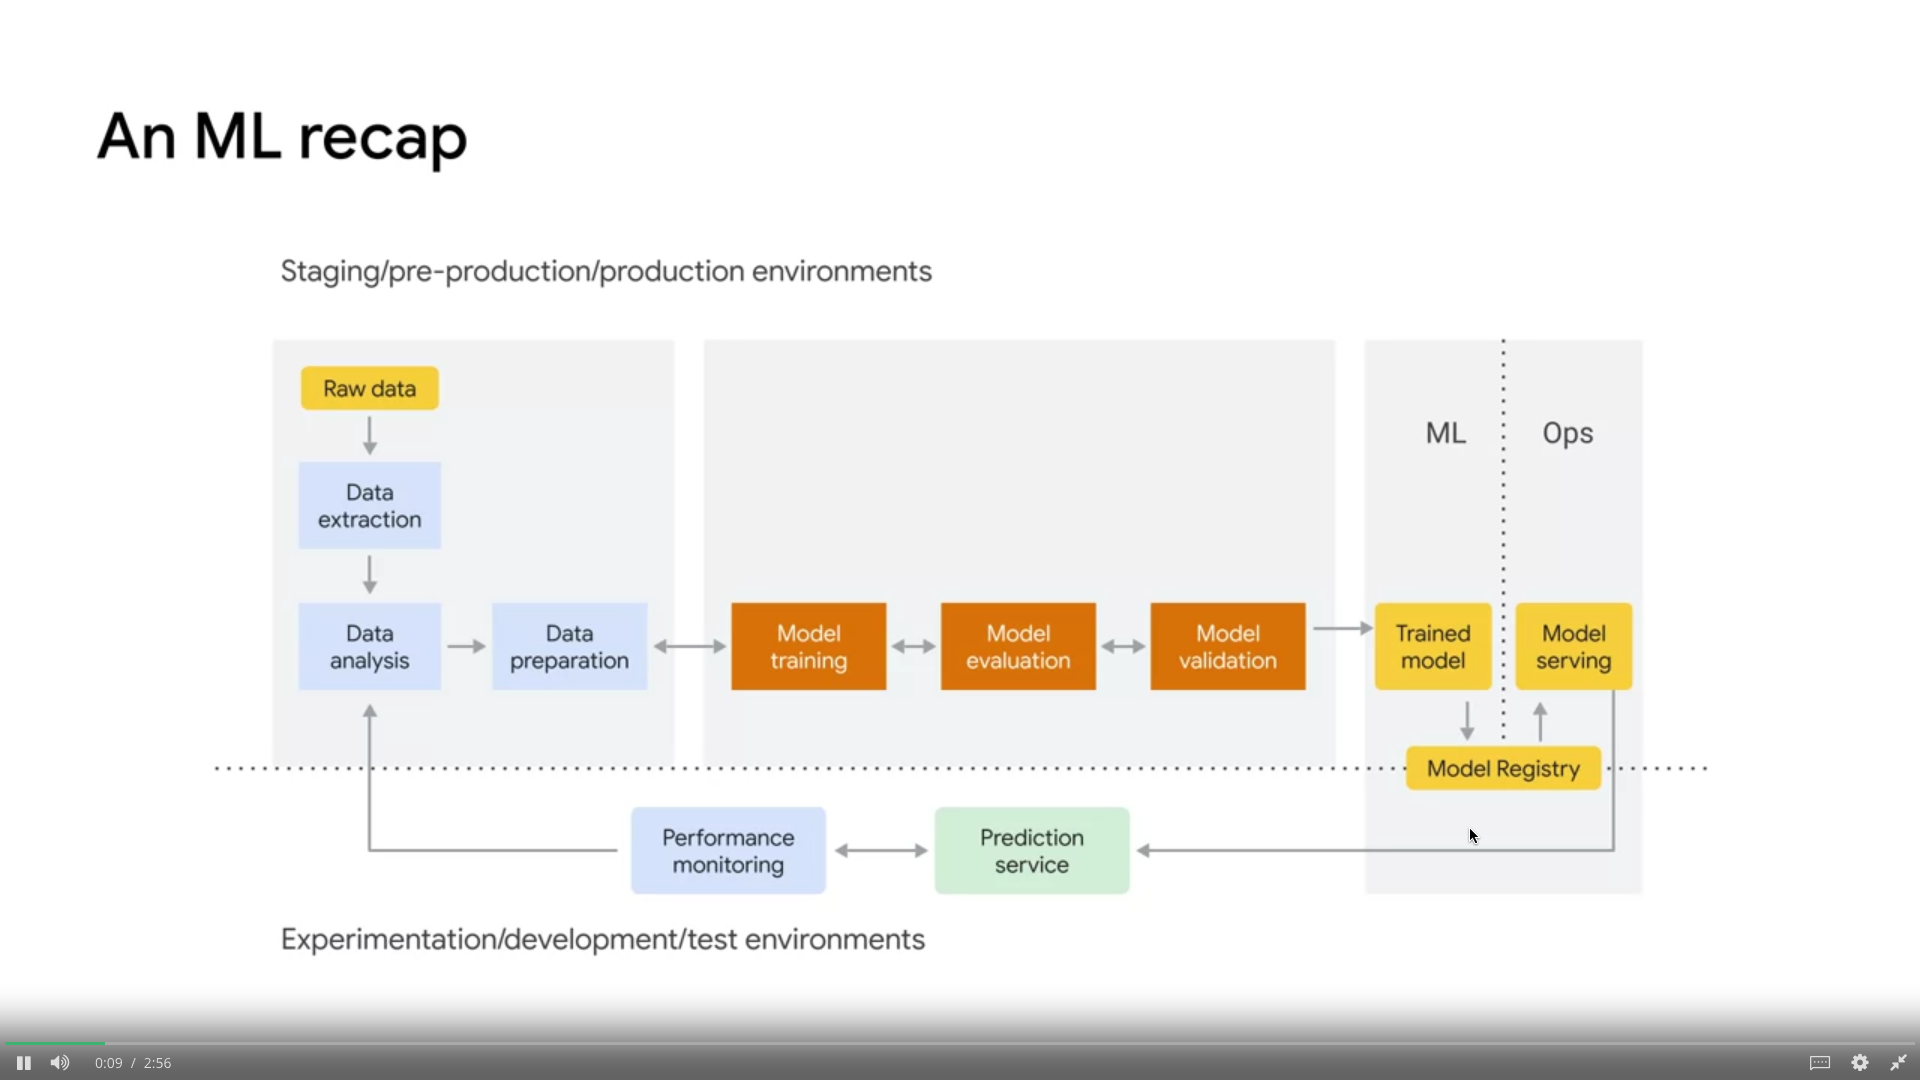 An ML recap
Staging/pre-production/production environments
Raw data
Data
extraction
Data
analysis
Data
preparation
Model
training
Model
evaluation
Model
validation
ML
Ops
Trained
model
Model
serving
Model Registry
Performance
monitoring
Prediction
service
Experimentation/development/test environments
0:09 / 2:56